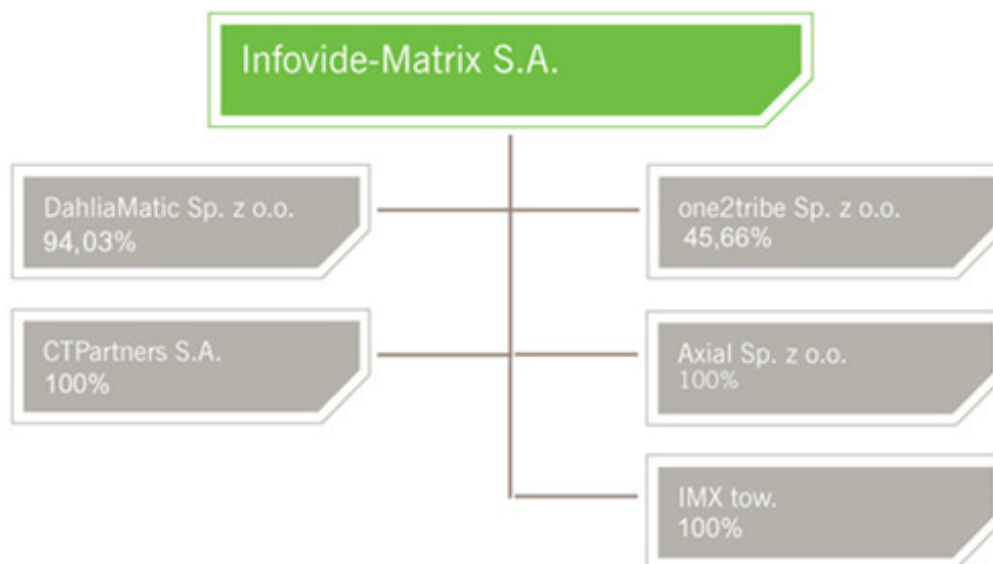 Infovide-Matrix S.A.
DahliaMatic Sp. z o.o.
94,03%
one2tribe Sp. z o.o.
45,66%
CTPartners S.A.
100%
Axial Sp. z o.o.
100%
IMX tow.
100%